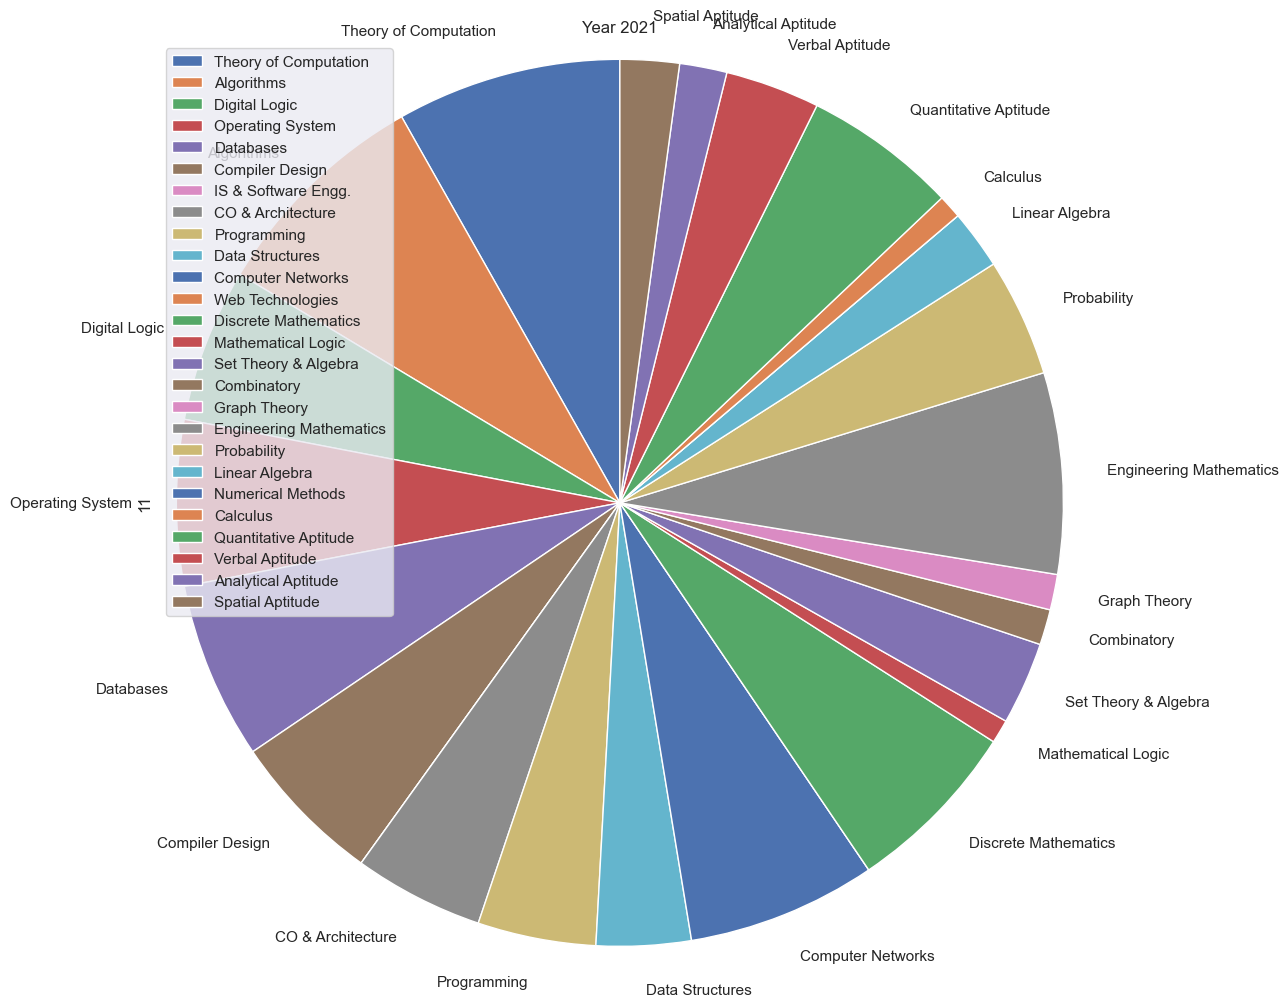 Year 2021
Theory of Computation
Algorithms
Digital Logic
Operating System
Databases
Compiler Design
IS & Software Engg.
CO & Architecture
Programming
Data Structures
Computer Networks
Web Technologies
Discrete Mathematics
Mathematical Logic
Set Theory & Algebra
Combinatory
Graph Theory
Engineering Mathematics
Probability
Linear Algebra
Numerical Methods
Calculus
Quantitative Aptitude
Verbal Aptitude
Analytical Aptitude
Spatial Aptitude
Theory of Computation
Algorithms
Digital Logic
Operating System
11
Databases
Compiler Design
CO & Architecture
Programming
Data Structures
Computer Networks
Discrete Mathematics
Mathematical Logic
Set Theory & Algebra
Combinatory
Graph Theory
Engineering Mathematics
Probability
Linear Algebra
Calculus
Quantitative Aptitude
Verbal Aptitude
Analytical Aptitude
Spatial Aptitude